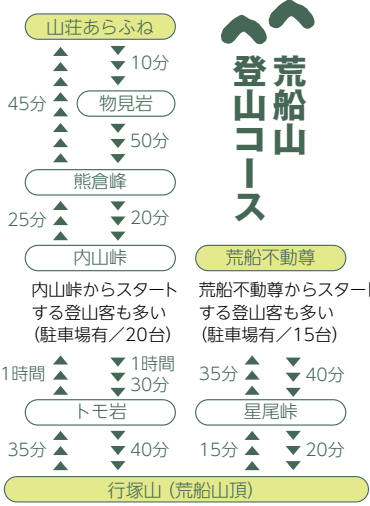 荒船山
登山コース
山荘あらふね
10分
45分
物見岩
50分
熊倉峰
25分
20分
内山峠
内山峠からスタート
する登山客も多い
（駐車場有／20台）
1時間
1時間
30分
トモ岩
35分
40分
荒船不動尊
荒船不動尊からスタート
する登山客も多い
（駐車場有／15台）
35分
40分
星尾峠
15分
20分
行塚山（荒船山頂）